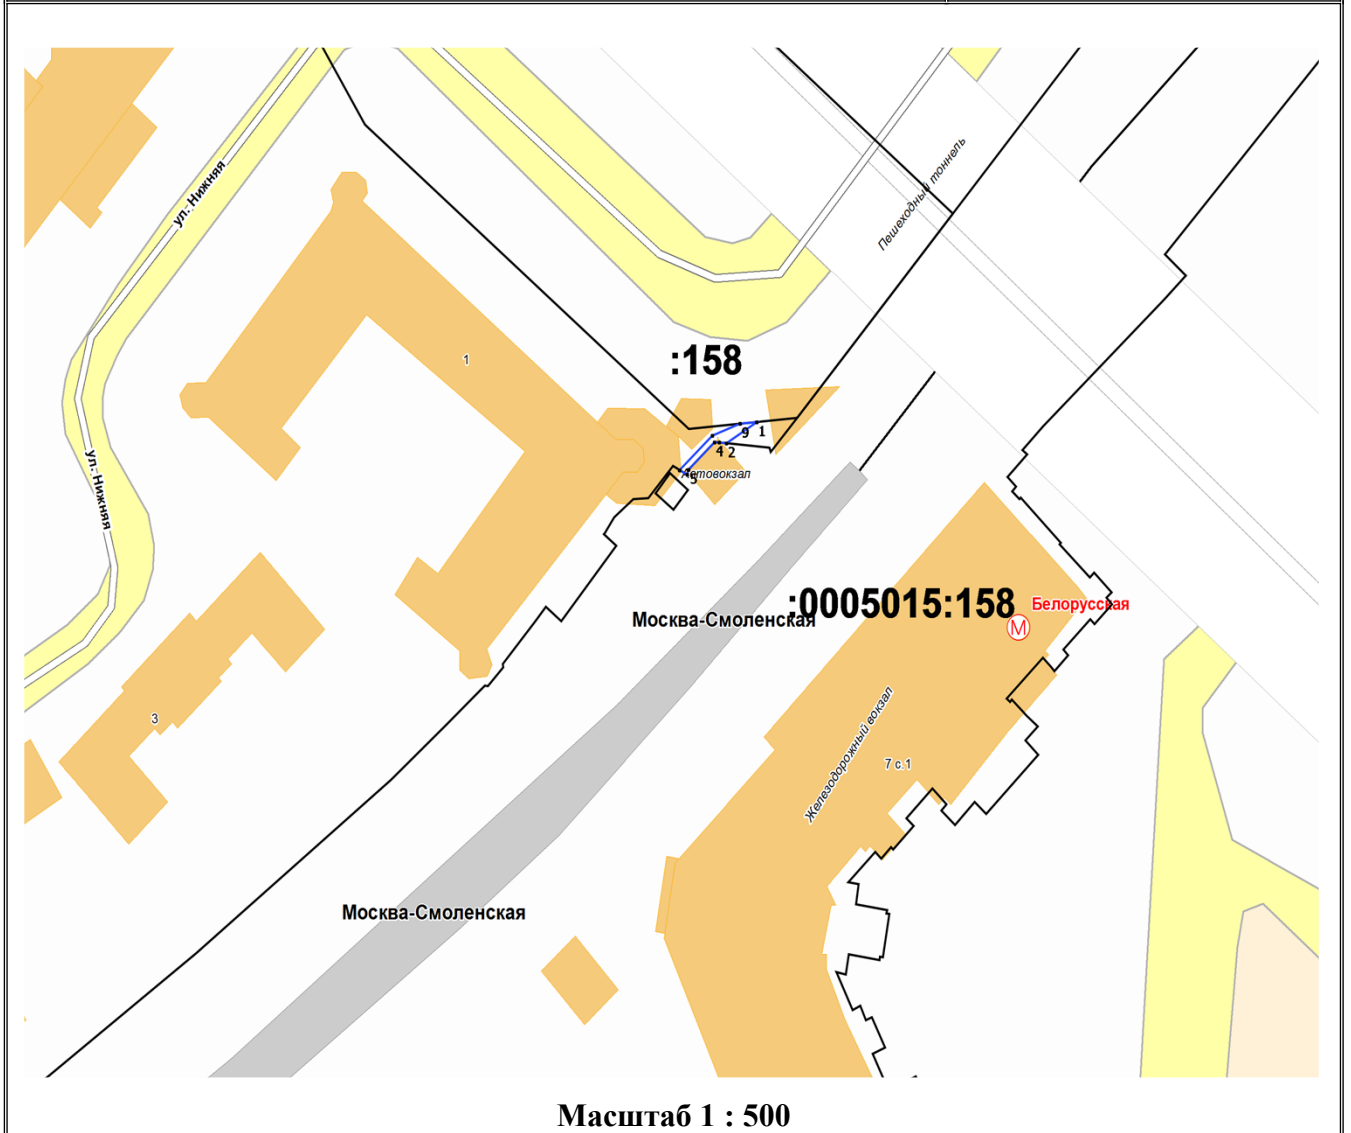 Пешеходный тоннель
ул. Нижняя
:158
1
1
9
4
2
5
Автовокзал
ул. Нижняя
:0005015:158
Белорусская
М
Москва-Смоленская
3
Железодорожный вокзал
7 с.1
Москва-Смоленская
Масштаб 1 : 500